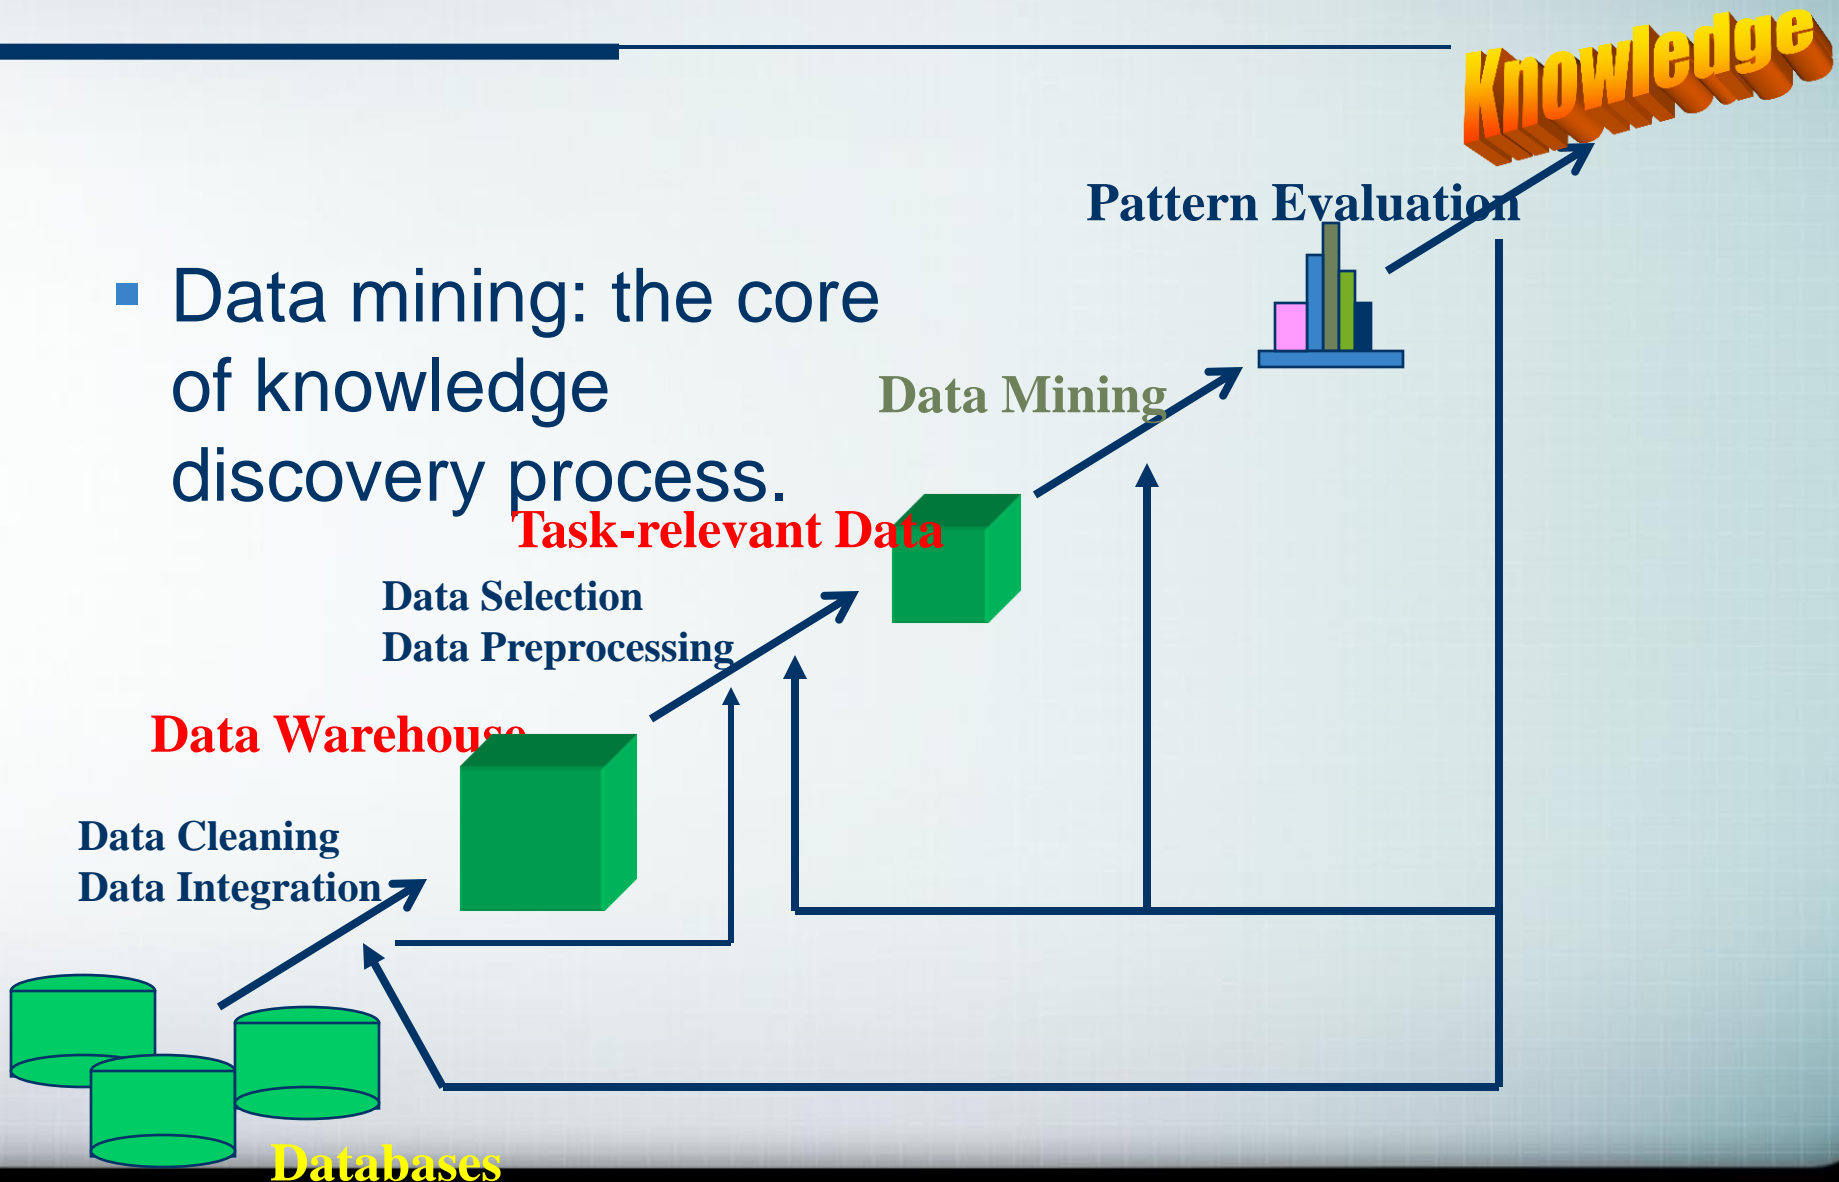 Knowledge
Pattern Evaluation
▪ Data mining: the core
of knowledge
discovery process.
Data Mining
Task-relevant Data
Data Selection
Data Preprocessing
Data Warehouse
Data Cleaning
Data Integration
Databases